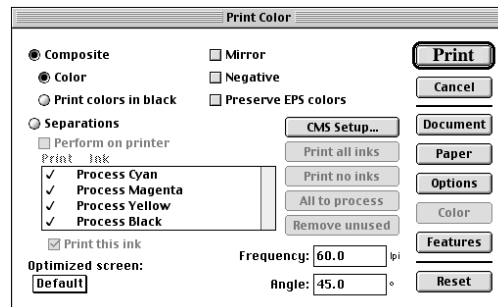 Print Color
Composite
Color
Print colors in black
Separations
Perform on printer
Print Ink
✓ Process Cyan
✓ Process Magenta
✓ Process Yellow
✓ Process Black
Print this ink
Optimized screen:
Default
Mirror
Negative
Preserve EPS colors
CMS Setup...
Print all inks
Print no inks
All to process
Remove unused
Frequency: 60.0 lpi
Angle: 45.0 °
Print
Cancel
Document
Paper
Options
Color
Features
Reset